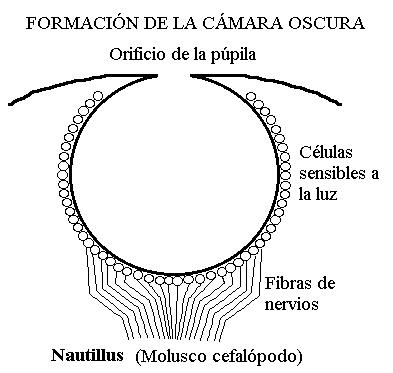 FORMACIÓN DE LA CÁMARA OSCURA
Orificio de la púpila
Células
sensibles a
la luz
Fibras de
nervios
Nautillus (Molusco cefalópodo)